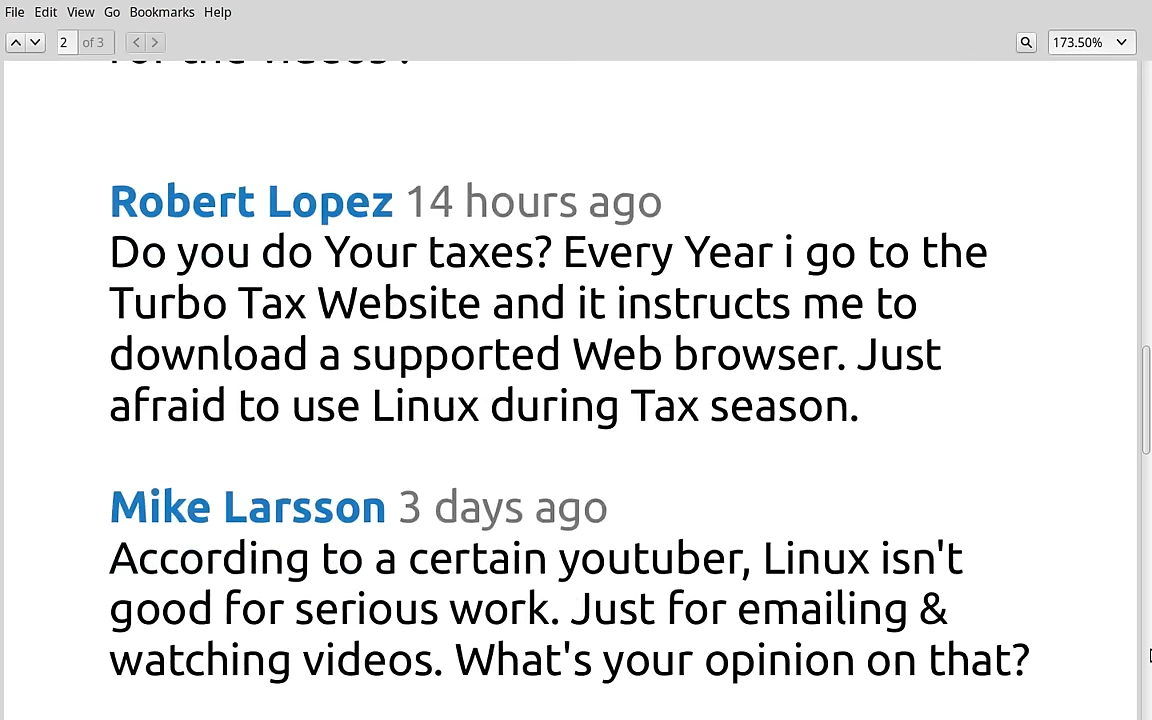 File Edit View Go Bookmarks Help
2 of 3 173.50%
for the videos?
Robert Lopez 14 hours ago
Do you do Your taxes? Every Year i go to the
Turbo Tax Website and it instructs me to
download a supported Web browser. Just
afraid to use Linux during Tax season.
Mike Larsson 3 days ago
According to a certain youtuber, Linux isn't
good for serious work. Just for emailing &
watching videos. What's your opinion on that?